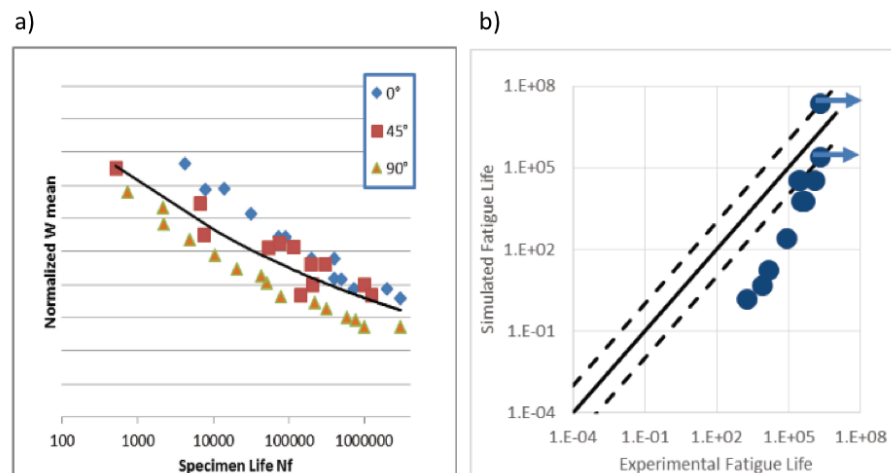 a)
0°
45°
90°
Normalized W mean
100 1000 10000 100000 1000000
Specimen Life Nf
b)
Simulated Fatigue Life
1.E+08
1.E+05
1.E+02
1.E-01
1.E-04
1.E-04 1.E-01 1.E+02 1.E+05 1.E+08
Experimental Fatigue Life